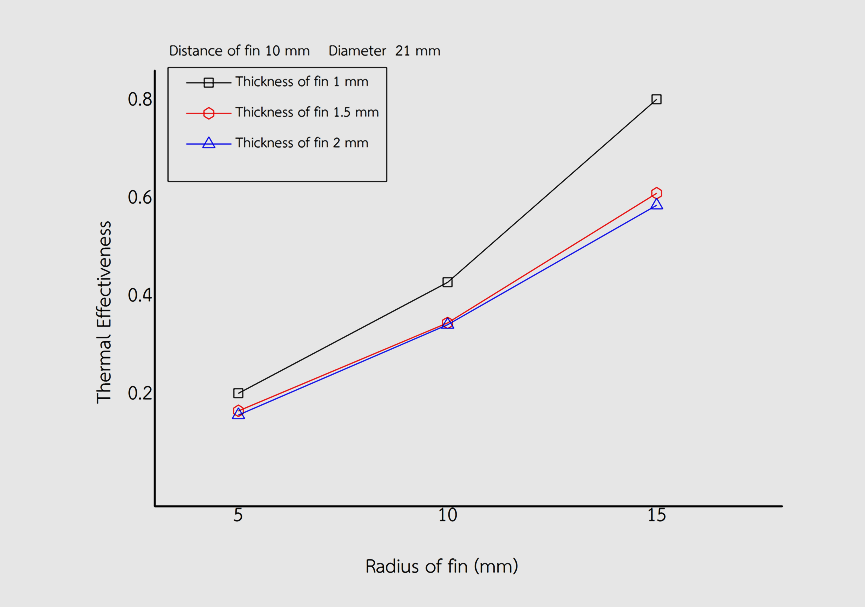 Distance of fin 10 mm Diameter 21 mm
Thickness of fin 1 mm
Thickness of fin 1.5 mm
Thickness of fin 2 mm
0.8
0.6
0.4
0.2
Thermal Effectiveness
5 10 15
Radius of fin (mm)